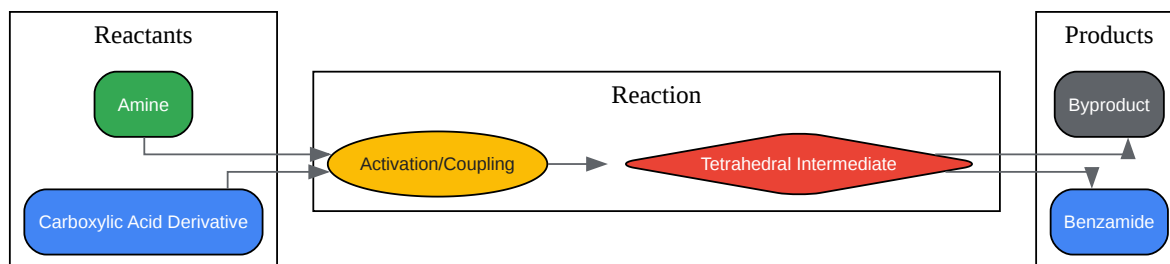 Reactants
Amine
Carboxylic Acid Derivative
Reaction
Activation/Coupling
Tetrahedral Intermediate
Products
Byproduct
Benzamide